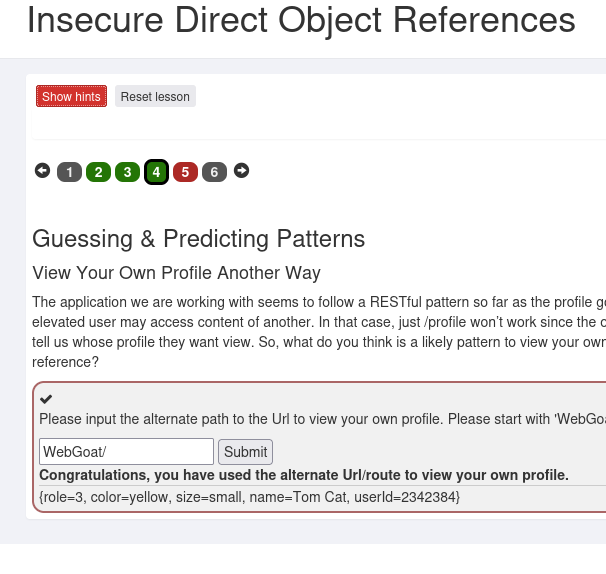 Insecure Direct Object References
Show hints Reset lesson
1 2 3 4 5 6
Guessing & Predicting Patterns
View Your Own Profile Another Way
The application we are working with seems to follow a RESTful pattern so far as the profile g
elevated user may access content of another. In that case, just /profile won't work since the
tell us whose profile they want view. So, what do you think is a likely pattern to view your own
reference?
Please input the alternate path to the Url to view your own profile. Please start with 'WebGo
WebGoat/ Submit
Congratulations, you have used the alternate Url/route to view your own profile.
{role=3, color=yellow, size=small, name=Tom Cat, userId=2342384}